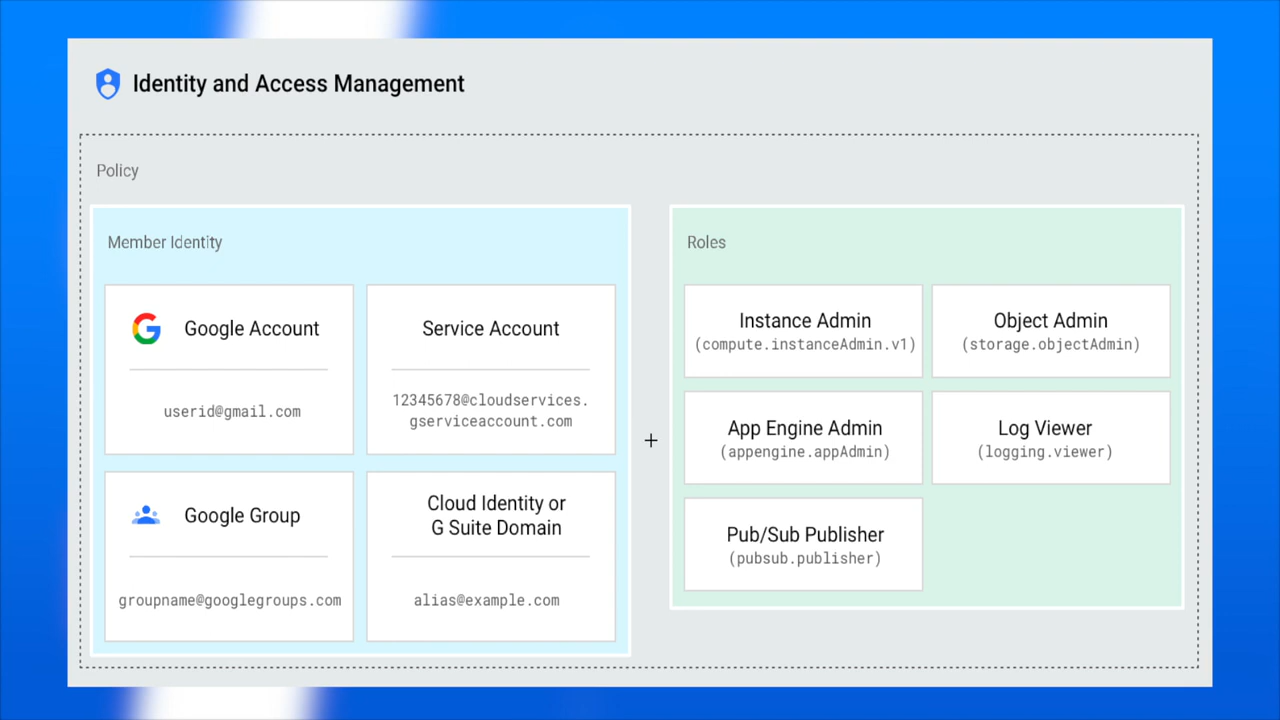 Identity and Access Management
Policy
Member Identity
Google Account
userid@gmail.com
Service Account
12345678@cloudservices.
gserviceaccount.com
Google Group
groupname@googlegroups.com
Cloud Identity or
G Suite Domain
alias@example.com
+
Roles
Instance Admin
(compute.instanceAdmin.v1)
Object Admin
(storage.objectAdmin)
App Engine Admin
(appengine.appAdmin)
Log Viewer
(logging.viewer)
Pub/Sub Publisher
(pubsub.publisher)